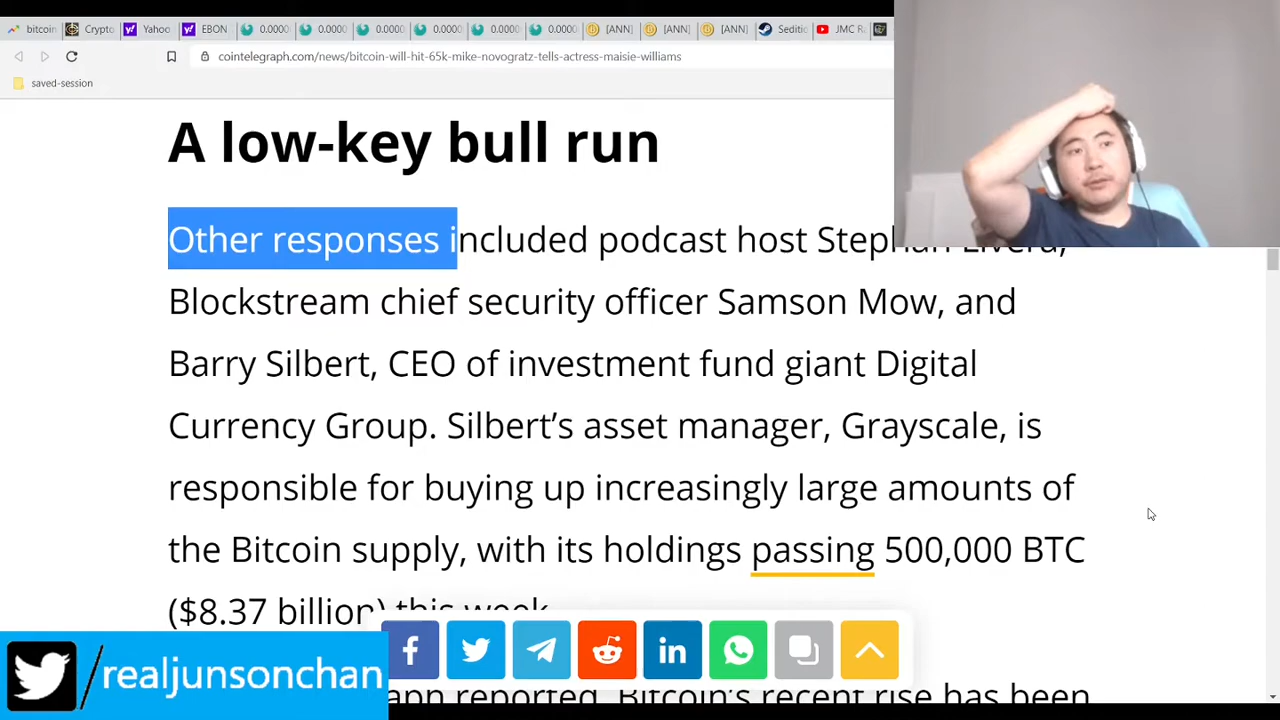 bitcoin Crypto Yahoo EBON 0.0000 0.0000 0.0000 0.0000 0.0000 0.0000 [ANN] [ANN] [ANN] Seditic JMC R
cointelegraph.com/news/bitcoin-will-hit-65k-mike-novogratz-tells-actress-maisie-williams
saved-session
A low-key bull run
Other responses included podcast host Stephan Livera,
Blockstream chief security officer Samson Mow, and
Barry Silbert, CEO of investment fund giant Digital
Currency Group. Silbert’s asset manager, Grayscale, is
responsible for buying up increasingly large amounts of
the Bitcoin supply, with its holdings passing 500,000 BTC
($8.37 billion) this week.
reported, Bitcoin’s recent rise has been
/realjunsonchan